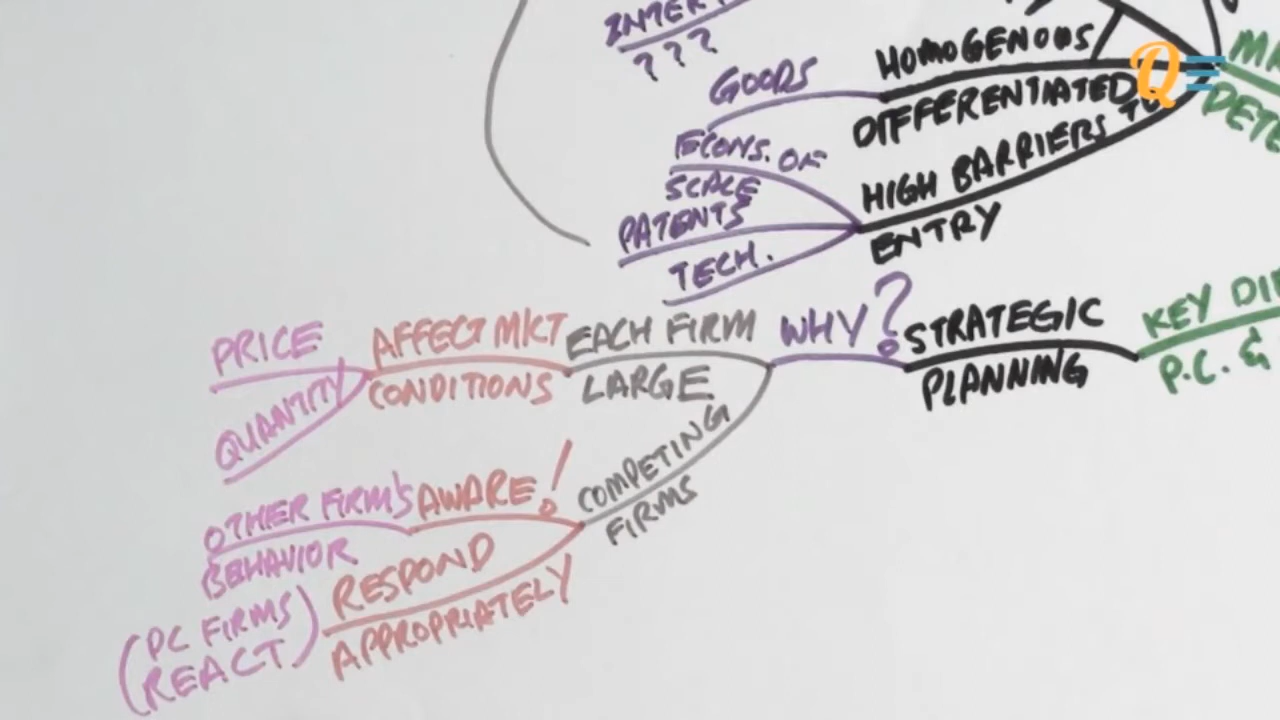 ???
GOODS
HOMOGENOUS
DIFFERENTIATED
ECONS. OF
SCALE
PATENTS
TECH.
HIGH BARRIERS
ENTRY
PRICE
QUANTITY
AFFECT MKT
CONDITIONS
EACH FIRM
LARGE
WHY?
STRATEGIC
PLANNING
KEY
P.C. &
COMPETING
FIRMS
AWARE!
OTHER FIRM'S
BEHAVIOR
RESPOND
APPROPRIATELY
(PC FIRMS
REACT)